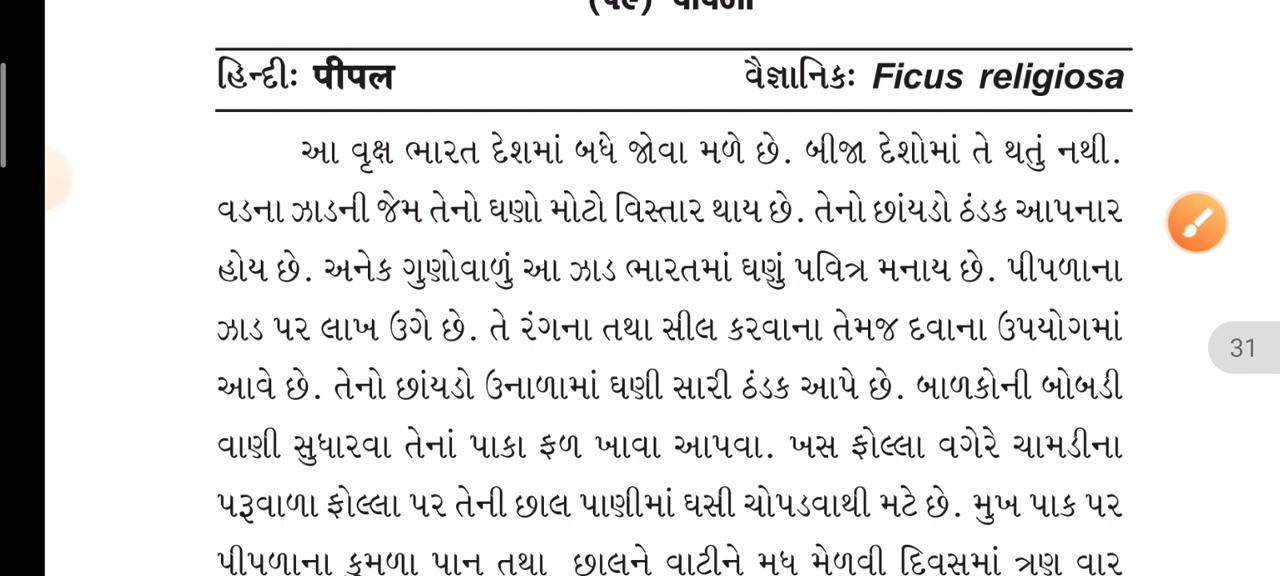 हिન્દી: पीपल વૈજ્ઞાનિક: Ficus religiosa
આ વૃક્ષ ભારત દેશમાં બધે જોવા મળે છે. બીજા દેશોમાં તે થતું નથી.
વડના ઝાડની જેમ તેનો ઘણો મોટો વિસ્તાર થાય છે. તેનો છાંયડો ઠંડક આપનાર
હોય છે. અનેક ગુણોવાળું આ ઝાડ ભારતમાં ઘણું પવિત્ર મનાય છે. પીપળાના
ઝાડ પર લાખ ઉગે છે. તે રંગના તથા સીલ કરવાના તેમજ દવાના ઉપયોગમાં
આવે છે. તેનો છાંયડો ઉનાળામાં ઘણી સારી ઠંડક આપે છે. બાળકોની બોબડી
વાણી સુધારવા તેનાં પાકા ફળ ખાવા આપવા. ખસ ફોલ્લા વગેરે ચામડીના
પરૂવાળા ફોલ્લા પર તેની છાલ પાણીમાં ઘસી ચોપડવાથી મટે છે. મુખ પાક પર
પીપળાના કુમળા પાન તથા છાલને વાટીને મધ મેળવી દિવસમાં ત્રણ વાર
31